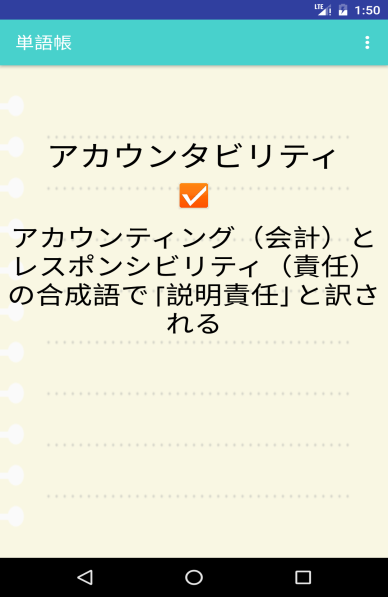 LTE 1:50
単語帳
アカウンタビリティ
アカウンティング（会計）と
レスポンシビリティ（責任）
の合成語で「説明責任」と訳さ
れる